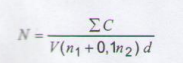 N = ΣC / V(n₁ + 0,1n₂) d